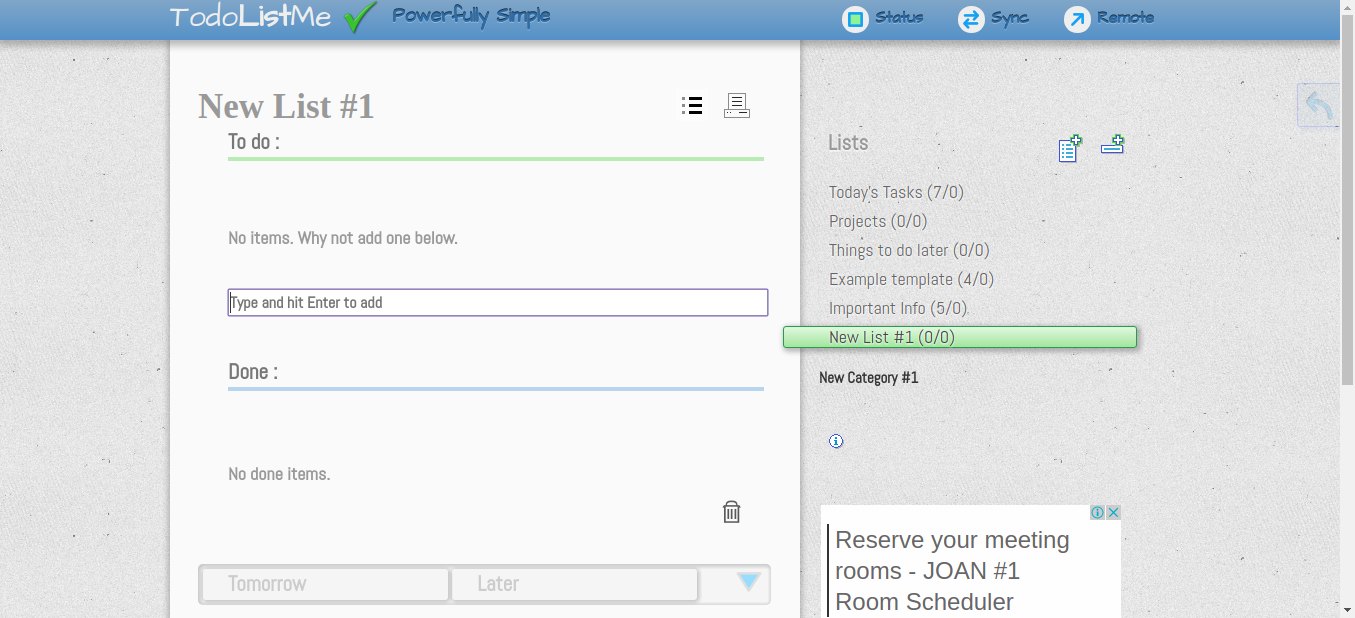 TodoListMe Powerfully Simple Status Sync Remote
New List #1
To do :
No items. Why not add one below.
Type and hit Enter to add
Done :
No done items.
Tomorrow Later
Lists
Today's Tasks (7/0)
Projects (0/0)
Things to do later (0/0)
Example template (4/0)
Important Info (5/0)
New List #1 (0/0)
New Category #1
Reserve your meeting
rooms - JOAN #1
Room Scheduler